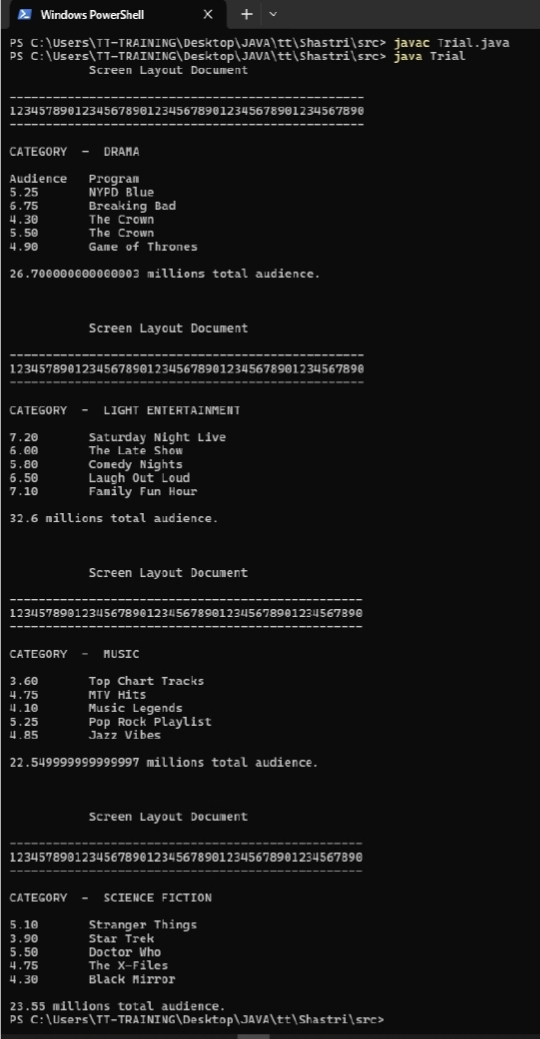 Windows PowerShell
PS C:\Users\TT-TRAINING\Desktop\JAVA\tt\Shastri\src> javac Trial.java
PS C:\Users\TT-TRAINING\Desktop\JAVA\tt\Shastri\src> java Trial
Screen Layout Document
-------------------------------------------------
1234578901234567890123456789012345678901234567890
-------------------------------------------------
CATEGORY - DRAMA
Audience Program
5.25 NYPD Blue
6.75 Breaking Bad
4.30 The Crown
5.50 The Crown
4.90 Game of Thrones
26.700000000000003 millions total audience.
Screen Layout Document
-------------------------------------------------
1234578901234567890123456789012345678901234567890
-------------------------------------------------
CATEGORY - LIGHT ENTERTAINMENT
7.20 Saturday Night Live
6.00 The Late Show
5.80 Comedy Nights
6.50 Laugh Out Loud
7.10 Family Fun Hour
32.6 millions total audience.
Screen Layout Document
-------------------------------------------------
1234578901234567890123456789012345678901234567890
-------------------------------------------------
CATEGORY - MUSIC
3.60 Top Chart Tracks
4.75 MTV Hits
4.10 Music Legends
5.25 Pop Rock Playlist
4.85 Jazz Vibes
22.549999999999997 millions total audience.
Screen Layout Document
-------------------------------------------------
1234578901234567890123456789012345678901234567890
-------------------------------------------------
CATEGORY - SCIENCE FICTION
5.10 Stranger Things
3.90 Star Trek
5.50 Doctor Who
4.75 The X-Files
4.30 Black Mirror
23.55 millions total audience.
PS C:\Users\TT-TRAINING\Desktop\JAVA\tt\Shastri\src>